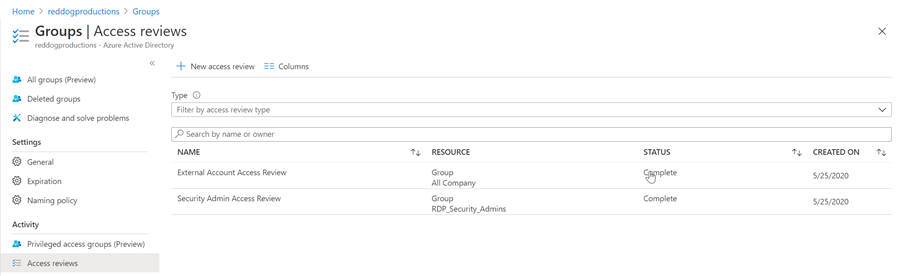 Home > reddogproductions > Groups
Groups | Access reviews
reddogproductions - Azure Active Directory
All groups (Preview)
Deleted groups
Diagnose and solve problems
Settings
General
Expiration
Naming policy
Activity
Privileged access groups (Preview)
Access reviews
+ New access review Columns
Type
Filter by access review type
Search by name or owner
NAME RESOURCE STATUS CREATED ON
External Account Access Review Group Complete 5/25/2020
All Company
Security Admin Access Review Group Complete 5/25/2020
RDP_Security_Admins